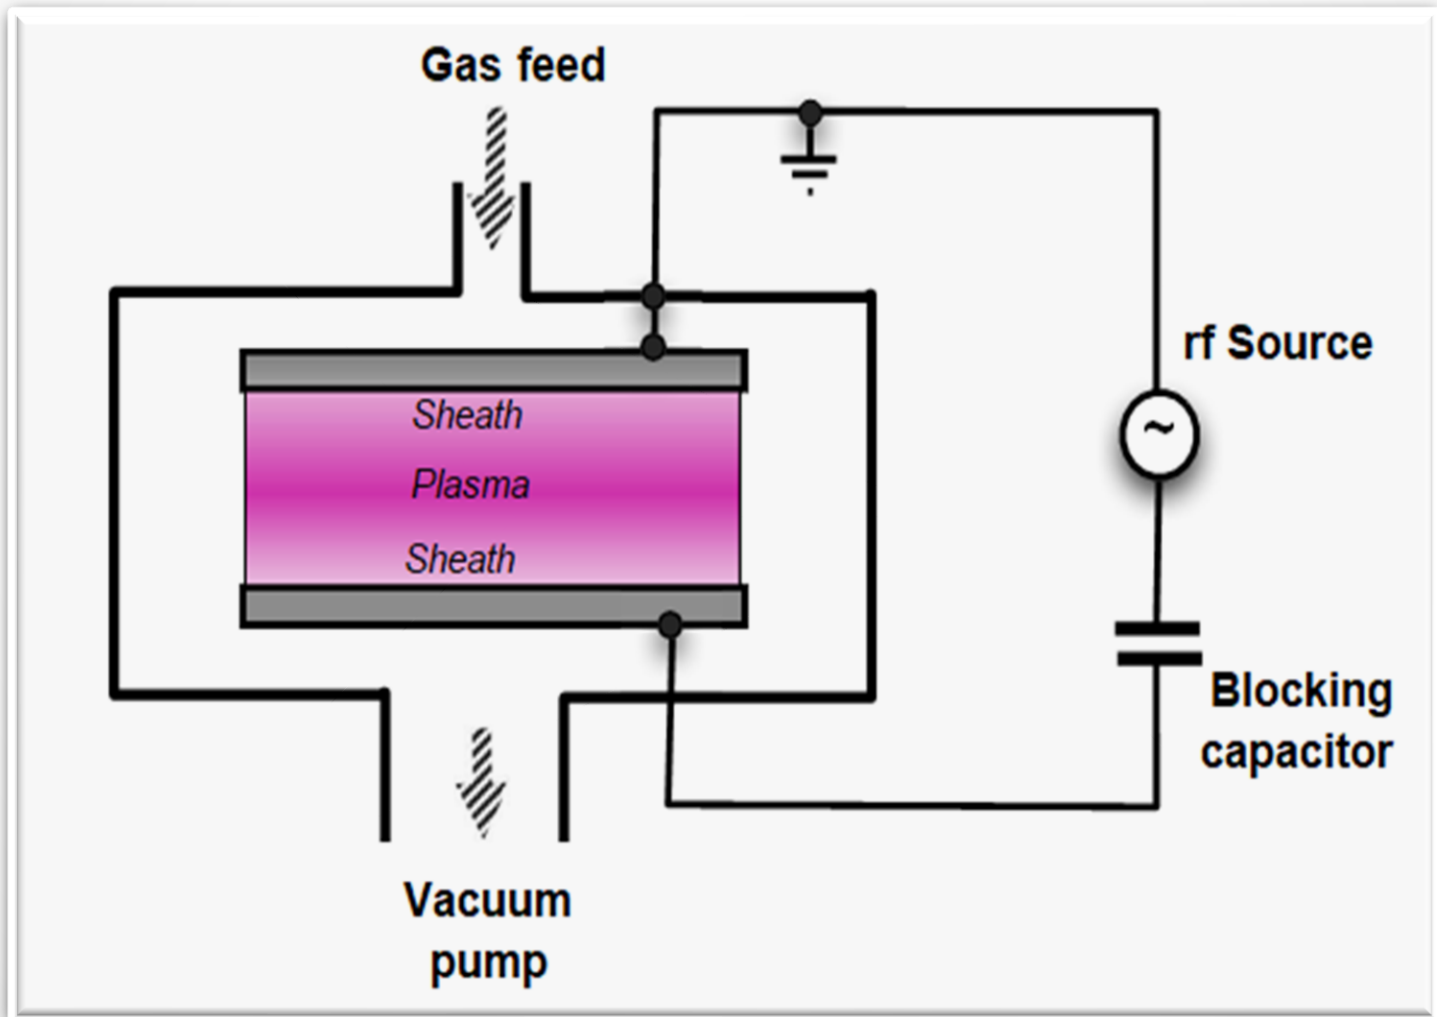 Gas feed
rf Source
Sheath
Plasma
Sheath
~
Blocking
capacitor
Vacuum
pump